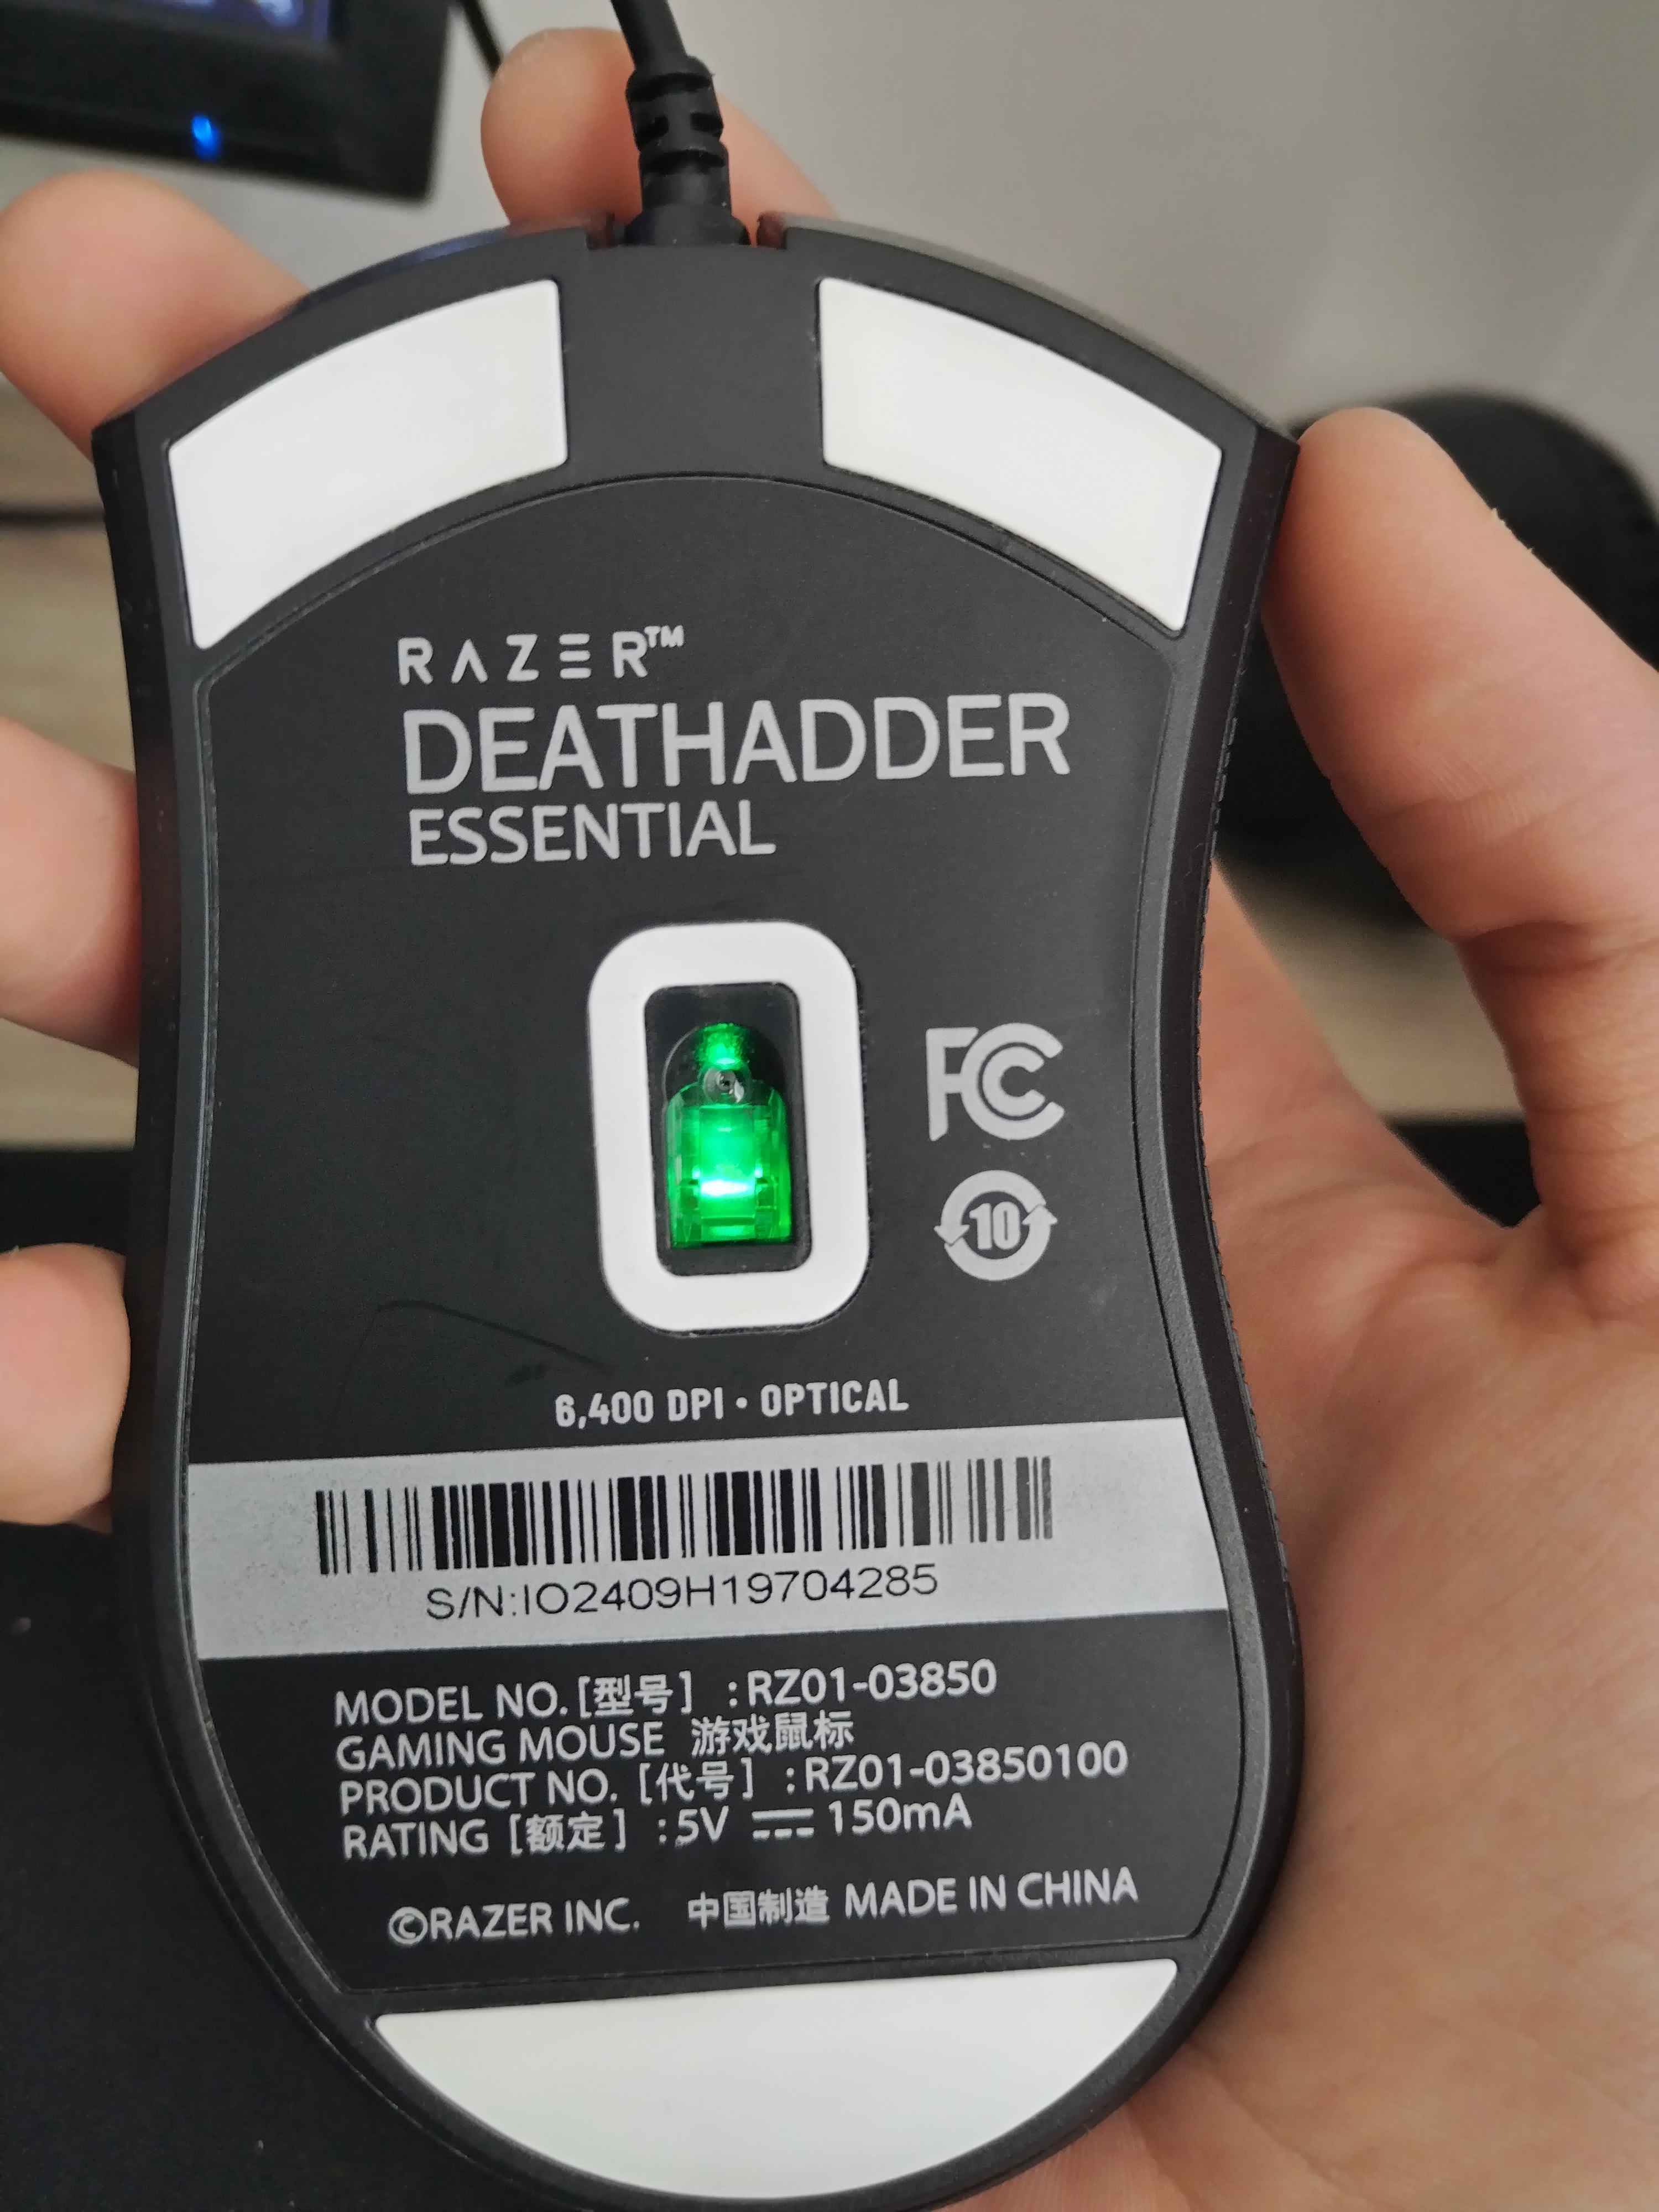 RAZER™
DEATHADDER
ESSENTIAL
FC
10
6,400 DPI • OPTICAL
S/N:IO2409H19704285
MODEL NO.[型号] :RZ01-03850
GAMING MOUSE 游戏鼠标
PRODUCT NO. [代号] :RZ01-03850100
RATING [额定] :5V ⎓ 150mA
©RAZER INC. 中国制造 MADE IN CHINA